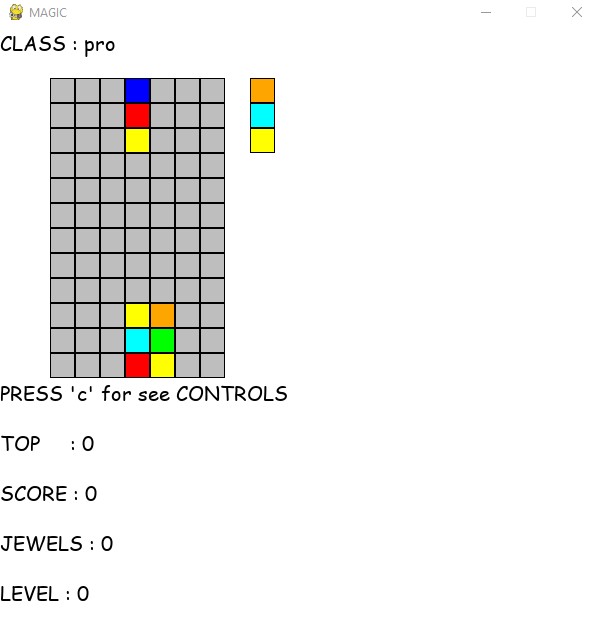 MAGIC
CLASS : pro
PRESS 'c' for see CONTROLS
TOP : 0
SCORE : 0
JEWELS : 0
LEVEL : 0